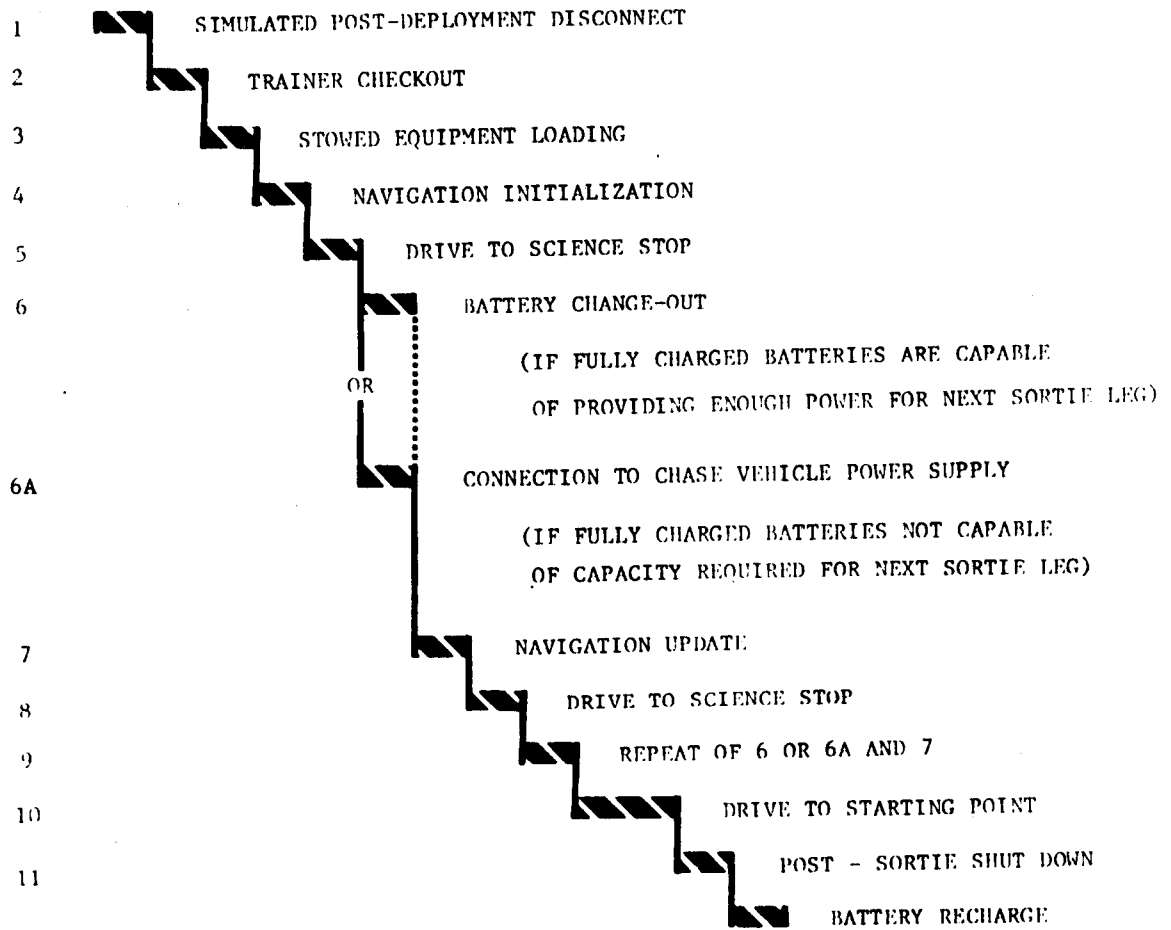 1 SIMULATED POST-DEPLOYMENT DISCONNECT
2 TRAINER CHECKOUT
3 STOWED EQUIPMENT LOADING
4 NAVIGATION INITIALIZATION
5 DRIVE TO SCIENCE STOP
6 BATTERY CHANGE-OUT
(IF FULLY CHARGED BATTERIES ARE CAPABLE
OR
OF PROVIDING ENOUGH POWER FOR NEXT SORTIE LEG)
6A CONNECTION TO CHASE VEHICLE POWER SUPPLY
(IF FULLY CHARGED BATTERIES NOT CAPABLE
OF CAPACITY REQUIRED FOR NEXT SORTIE LEG)
7 NAVIGATION UPDATE
8 DRIVE TO SCIENCE STOP
9 REPEAT OF 6 OR 6A AND 7
10 DRIVE TO STARTING POINT
11 POST - SORTIE SHUT DOWN
BATTERY RECHARGE